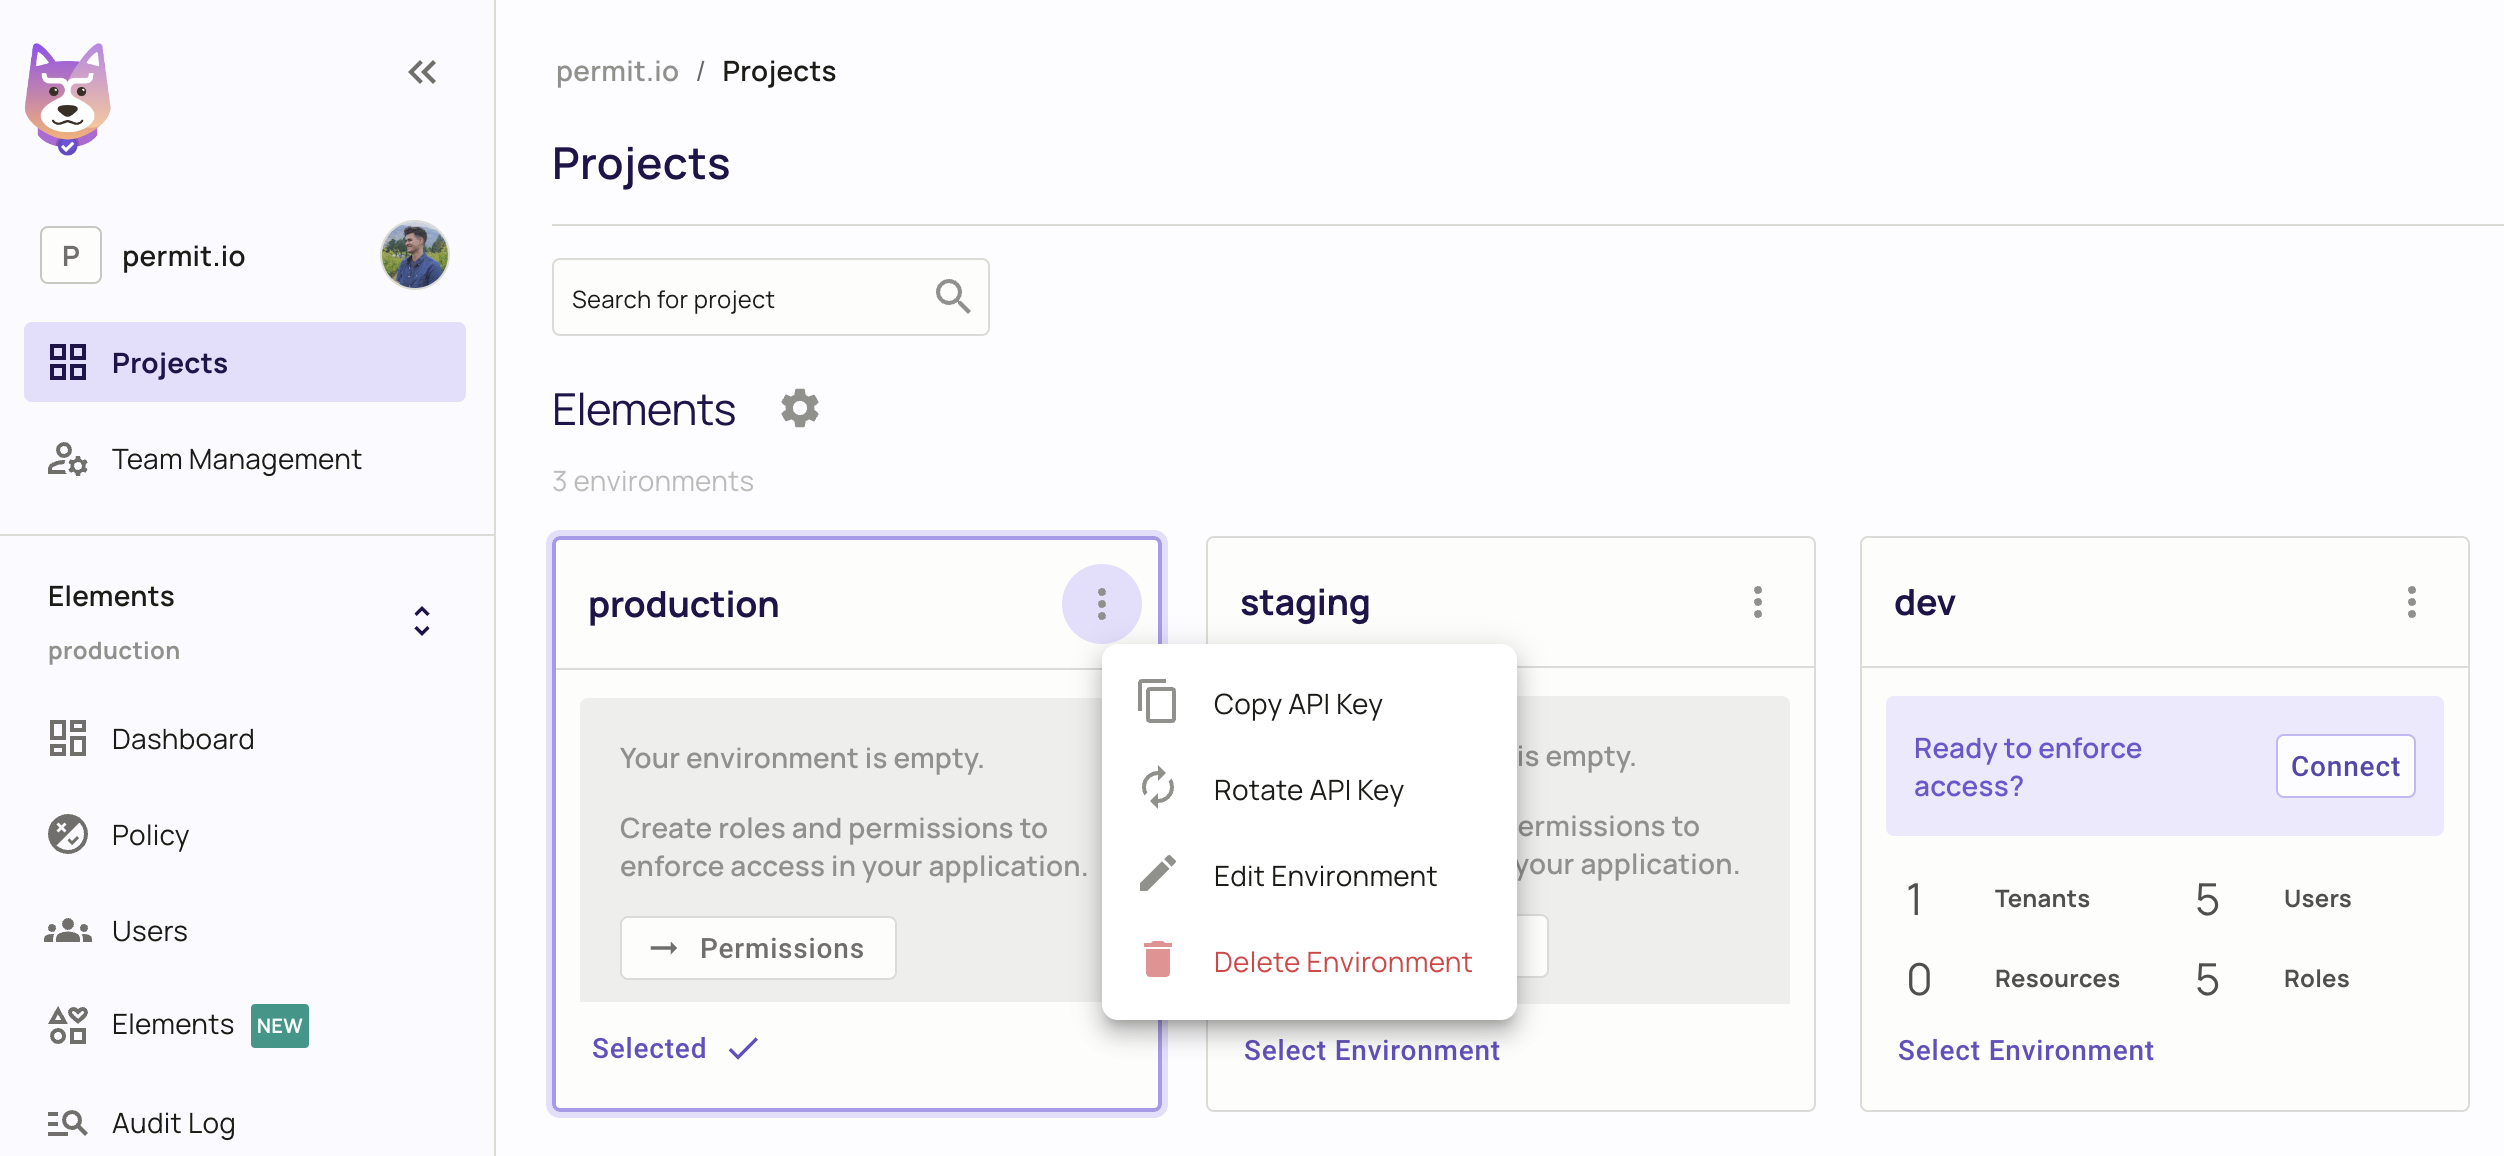 permit.io / Projects
Projects
P permit.io
Projects
Team Management
Elements
production
Dashboard
Policy
Users
Elements NEW
Audit Log
Search for project
Elements
3 environments
production
Your environment is empty.
Create roles and permissions to
enforce access in your application.
Permissions
Selected
Copy API Key
Rotate API Key
Edit Environment
Delete Environment
staging
is empty.
ermissions to
your application.
Select Environment
dev
Ready to enforce
access?
Connect
1 Tenants 5 Users
0 Resources 5 Roles
Select Environment